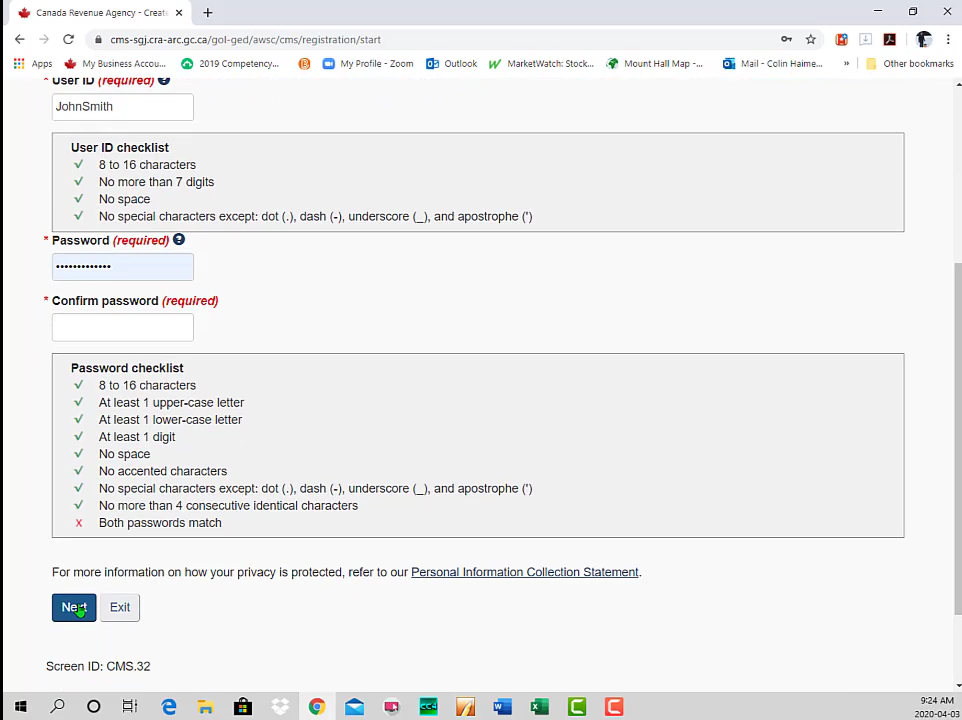 Canada Revenue Agency - Create
cms-sgj.cra-arc.gc.ca/gol-ged/awsc/cms/registration/start
Apps My Business Accou... 2019 Competency... My Profile - Zoom Outlook MarketWatch: Stock... Mount Hall Map -... Mail - Colin Haime... » Other bookmarks
* User ID (required) ?
JohnSmith
User ID checklist
√ 8 to 16 characters
√ No more than 7 digits
√ No space
√ No special characters except: dot (.), dash (-), underscore (_), and apostrophe (')
* Password (required) ?
•••••••••••••
* Confirm password (required)
Password checklist
√ 8 to 16 characters
√ At least 1 upper-case letter
√ At least 1 lower-case letter
√ At least 1 digit
√ No space
√ No accented characters
√ No special characters except: dot (.), dash (-), underscore (_), and apostrophe (')
√ No more than 4 consecutive identical characters
X Both passwords match
For more information on how your privacy is protected, refer to our Personal Information Collection Statement.
Next Exit
Screen ID: CMS.32
CC4
9:24 AM
2020-04-03